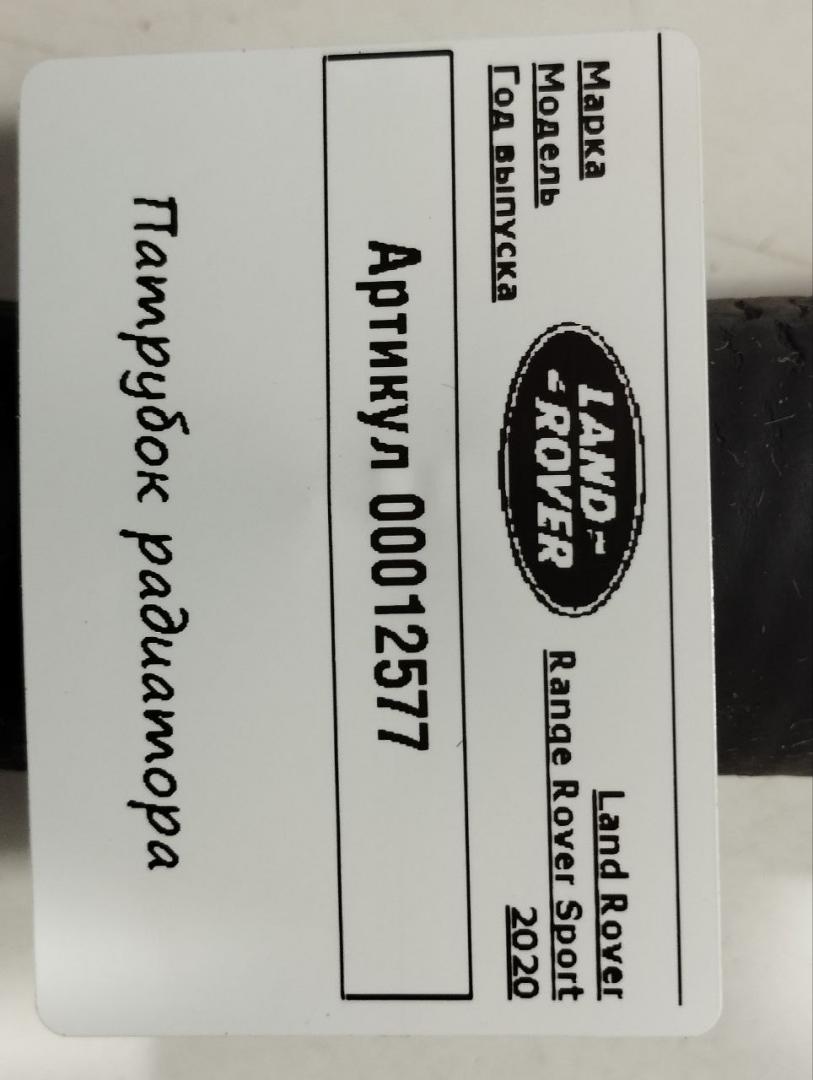 Марка Land Rover
Модель Range Rover Sport
Год выпуска 2020
LAND
ROVER
Артикул 00012577
Патрубок радиатора